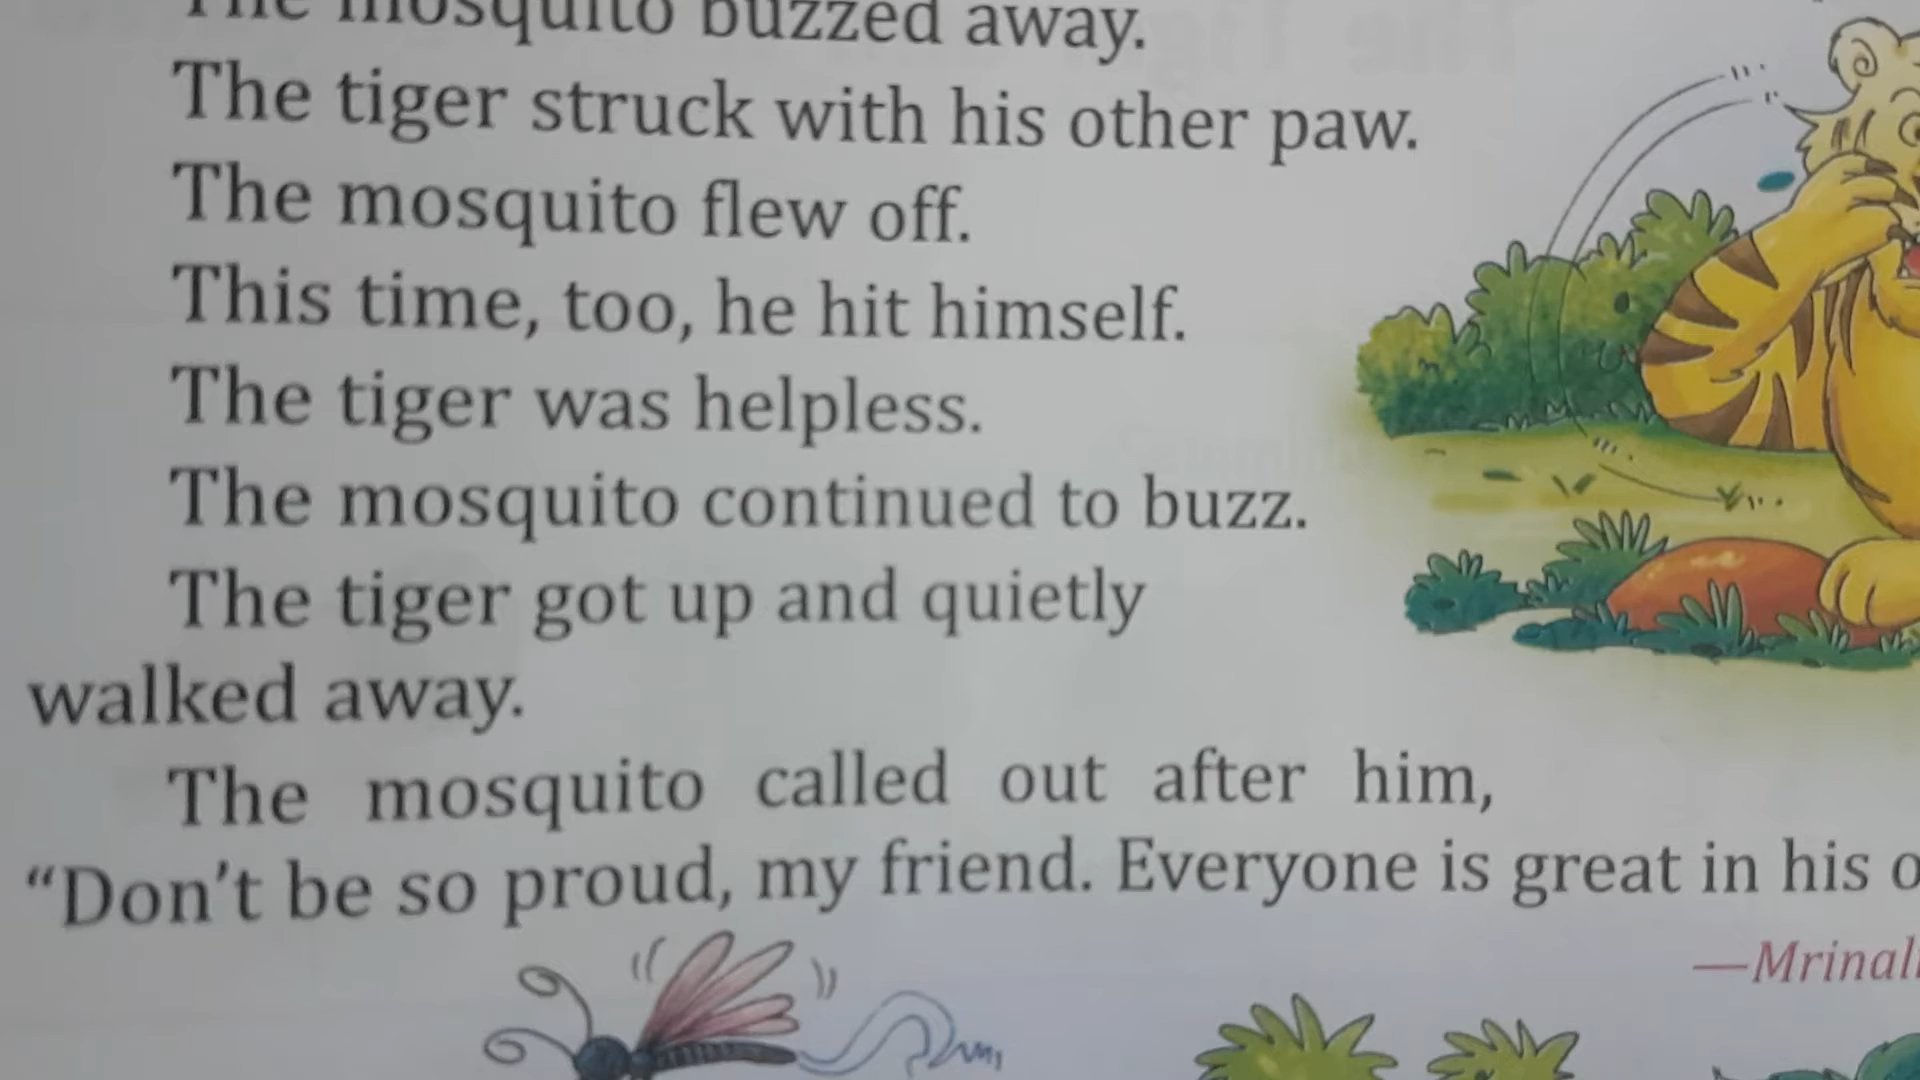 The mosquito buzzed away.
The tiger struck with his other paw.
The mosquito flew off.
This time, too, he hit himself.
The tiger was helpless.
The mosquito continued to buzz.
The tiger got up and quietly
walked away.
The mosquito called out after him,
“Don't be so proud, my friend. Everyone is great in his